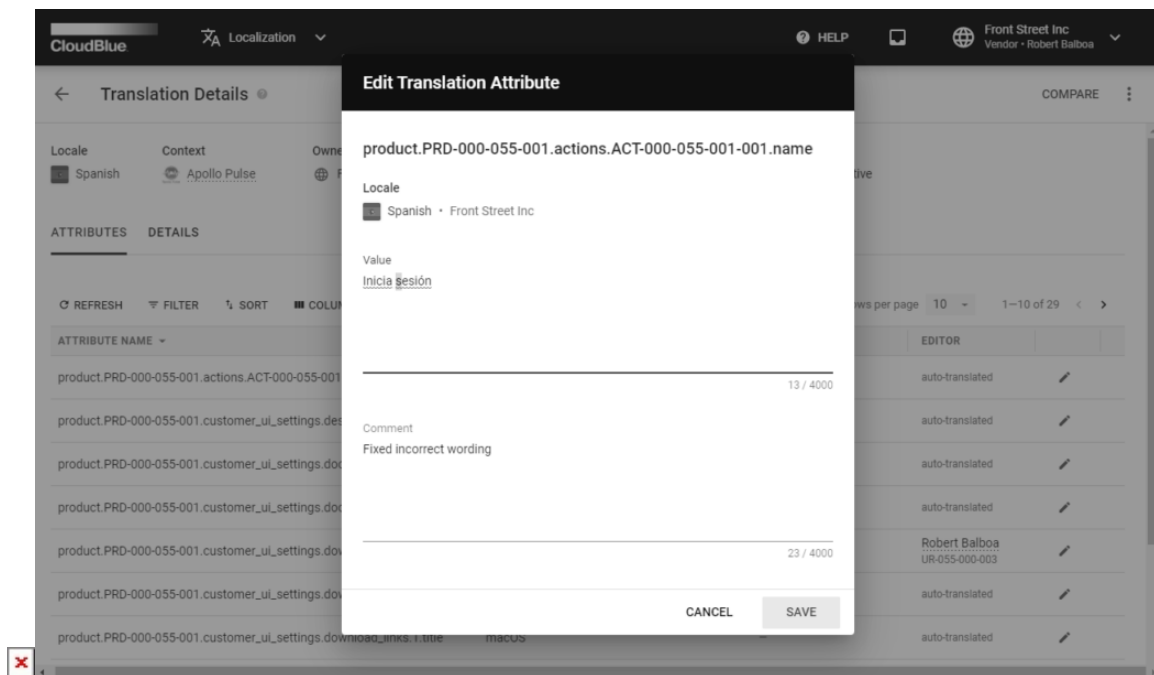 CloudBlue
Localization
HELP
Front Street Inc
Vendor • Robert Balboa
Translation Details
COMPARE
Locale
Spanish
Context
Apollo Pulse
ATTRIBUTES DETAILS
REFRESH FILTER SORT
per page 10 1–10 of 29
ATTRIBUTE NAME EDITOR
product.PRD-000-055-001.actions.ACT-000-055-001 auto-translated
product.PRD-000-055-001.customer_ui_settings.des auto-translated
product.PRD-000-055-001.customer_ui_settings.doc auto-translated
product.PRD-000-055-001.customer_ui_settings.doc auto-translated
product.PRD-000-055-001.customer_ui_settings.dow Robert Balboa
UR-055-000-003
product.PRD-000-055-001.customer_ui_settings.dow auto-translated
product.PRD-000-055-001.customer_ui_settings.download_links.1.title macOS – auto-translated
Edit Translation Attribute
product.PRD-000-055-001.actions.ACT-000-055-001-001.name
Locale
Spanish • Front Street Inc
Value
Inicia sesión
13 / 4000
Comment
Fixed incorrect wording
23 / 4000
CANCEL SAVE